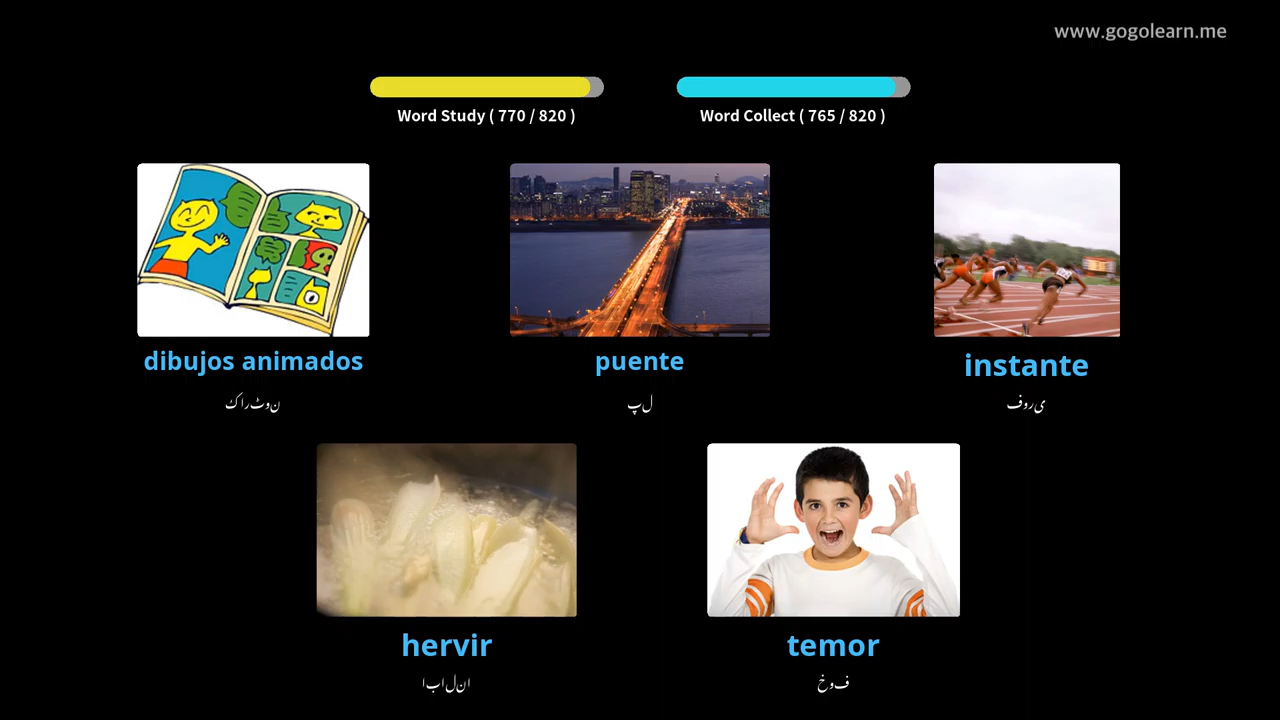 www.gogolearn.me
Word Study ( 770 / 820 )
Word Collect ( 765 / 820 )
dibujos animados
کارٹون
puente
پل
instante
فوری
hervir
ابالنا
temor
خوف